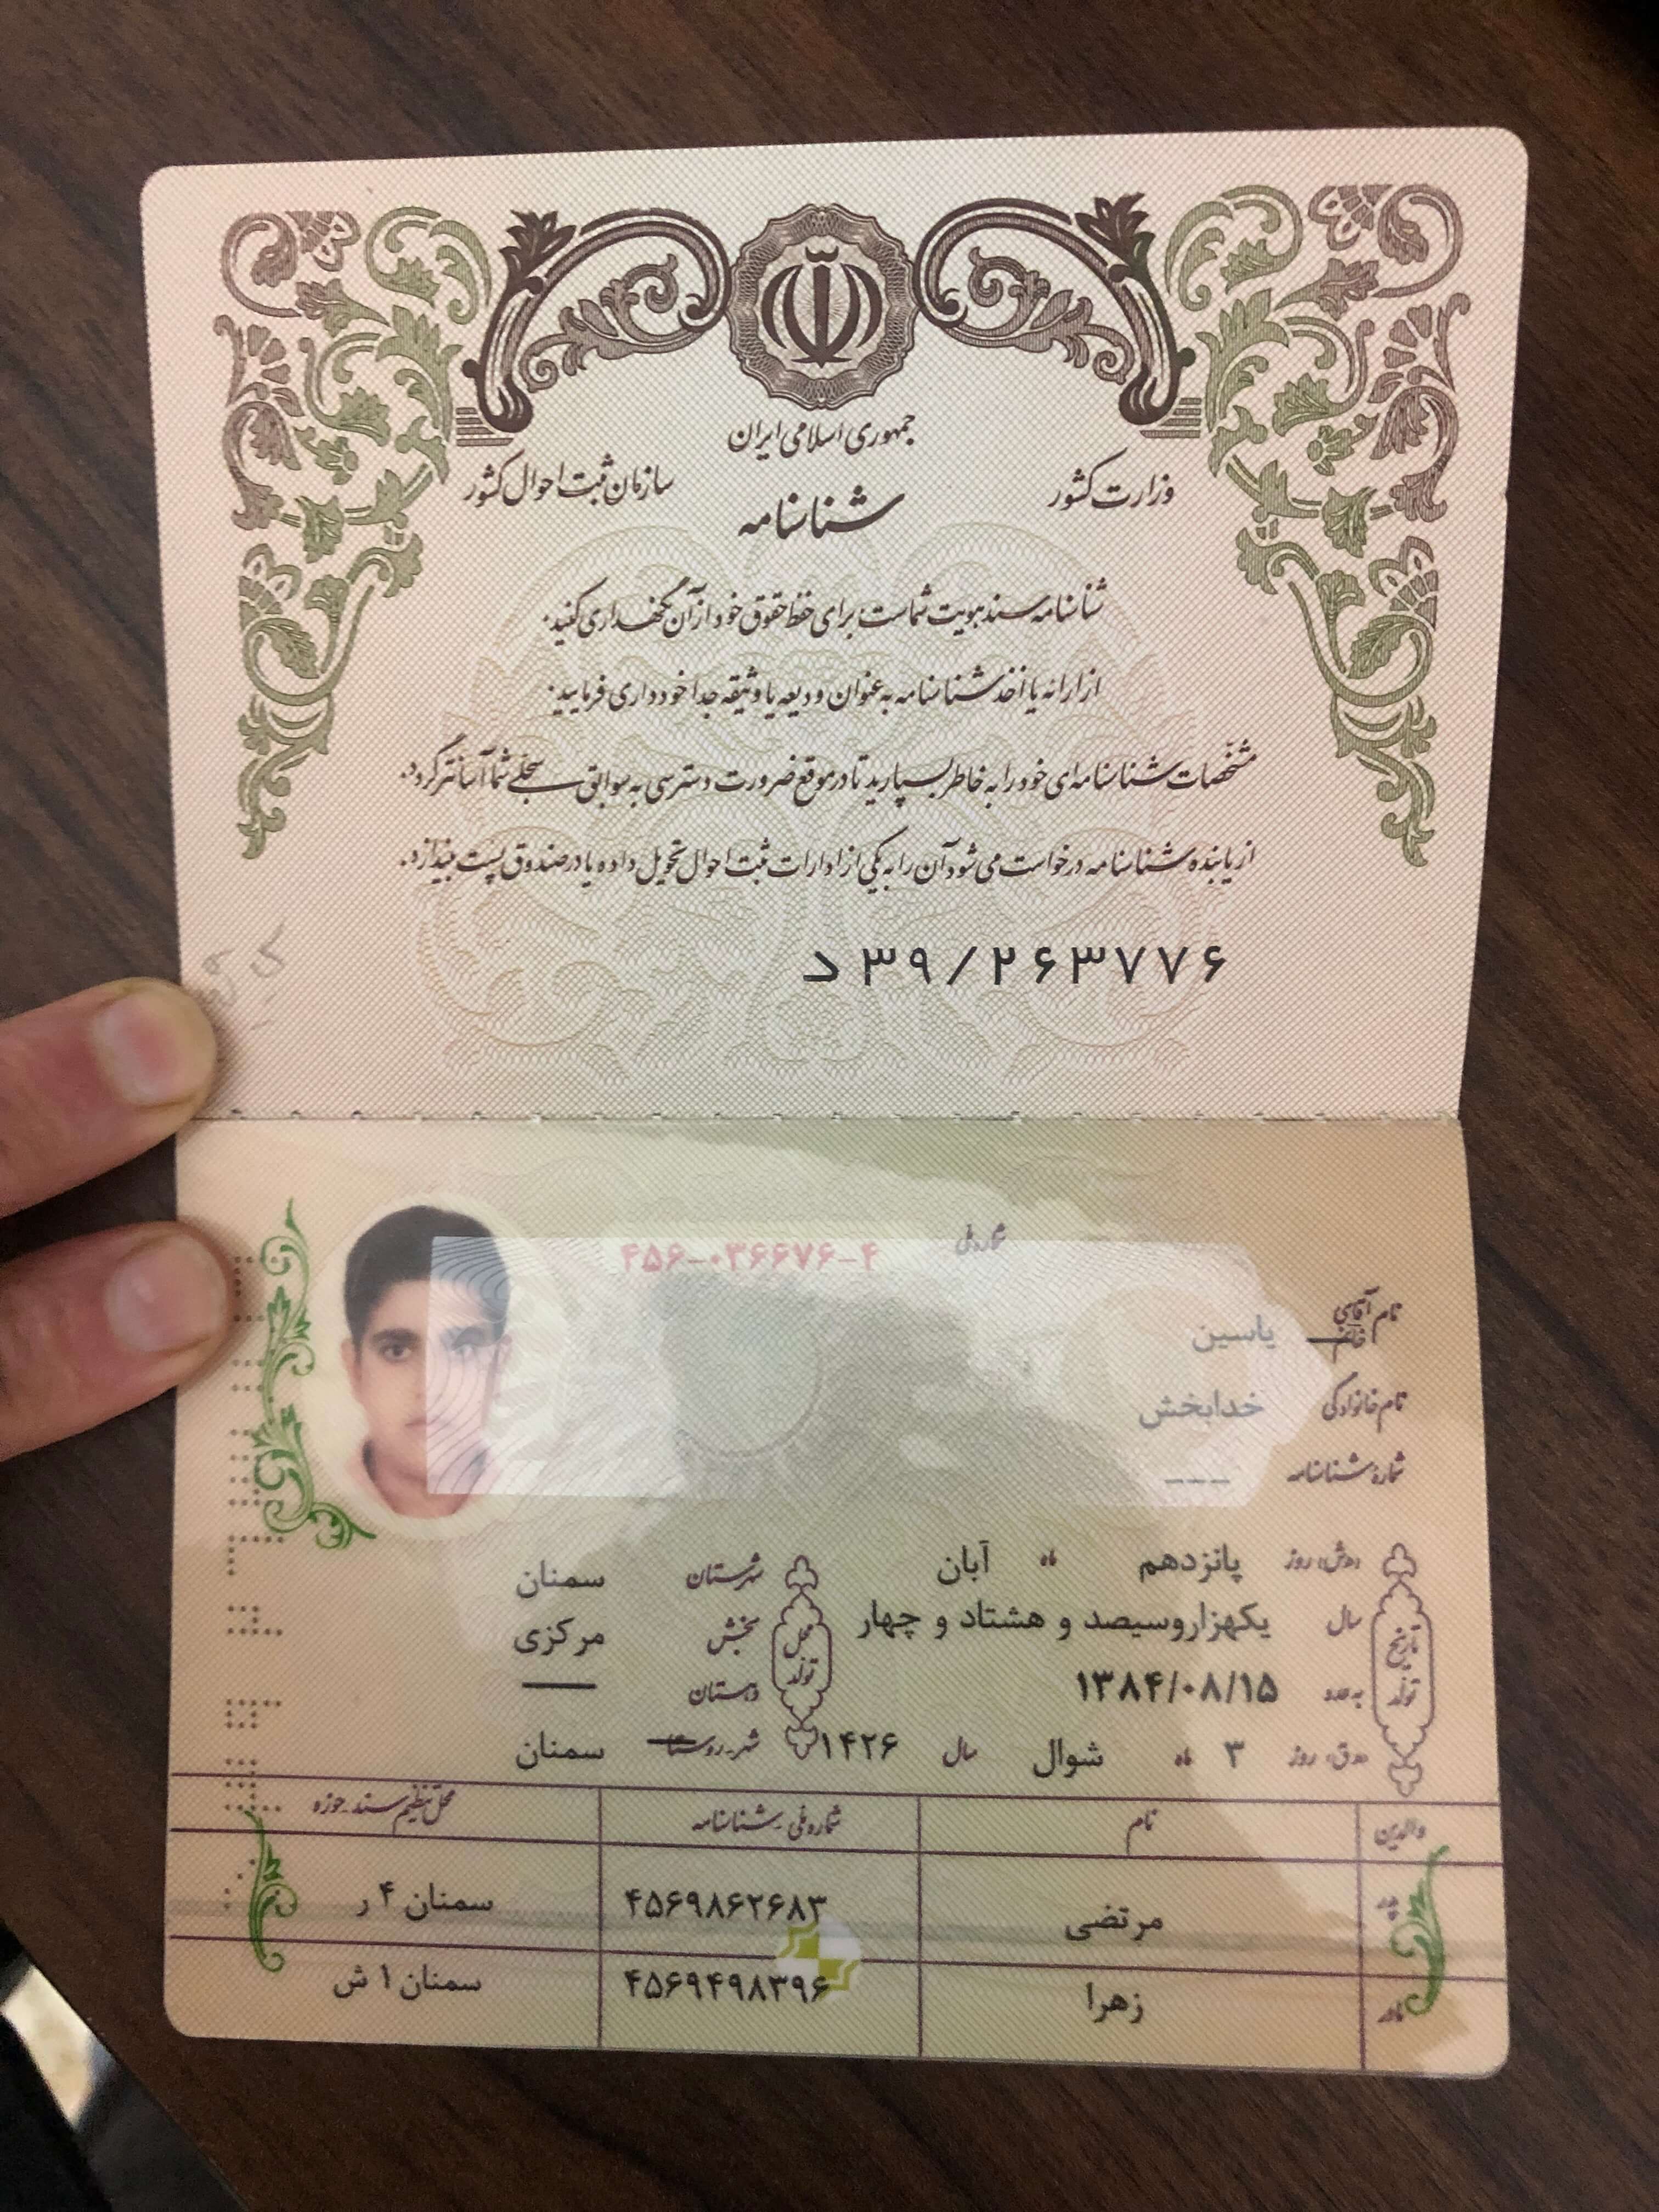 جمهوری اسلامی ایران
وزارت کشور
سازمان ثبت احوال کشور
شناسنامه
شناسنامه سند هویت شماست؛ برای حفظ حقوق خود از آن نگهداری کنید.
از ارائه یا أخذ شناسنامه به عنوان ودیعه یا وثیقه جداً خودداری فرمایید.
مشخصات شناسنامه‌ای خود را به خاطر بسپارید تا در موقع ضرورت دسترسی به سوابق سجلی شما آسانتر گردد.
از یابنده شناسنامه درخواست می‌شود آن را به یکی از ادارات ثبت احوال تحویل داده یا در صندوق پست بیندازد.
د ۳۹/۲۶۳۷۷۶
شماره ملی ۴۵۶-۰۳۶۶۷۶-۴
نام آقای خانم یاسین
نام خانوادگی خدابخش
شماره شناسنامه ---
تاریخ تولد
ه‍.ش: روز پانزدهم ماه آبان
سال یکهزاروسیصد و هشتاد و چهار
به عدد ۱۳۸۴/۰۸/۱۵
ه‍.ق: روز ۳ ماه شوال سال ۱۴۲۶
محل تولد
شهرستان سمنان
بخش مرکزی
دهستان —
شهر-روستا سمنان
والدین نام شماره ملی-شناسنامه محل تنظیم سند-حوزه
پدر مرتضی ۴۵۶۹۸۶۲۶۸۳ سمنان ۴ ر
مادر زهرا ۴۵۶۹۴۹۸۳۹۶ سمنان ۱ ش